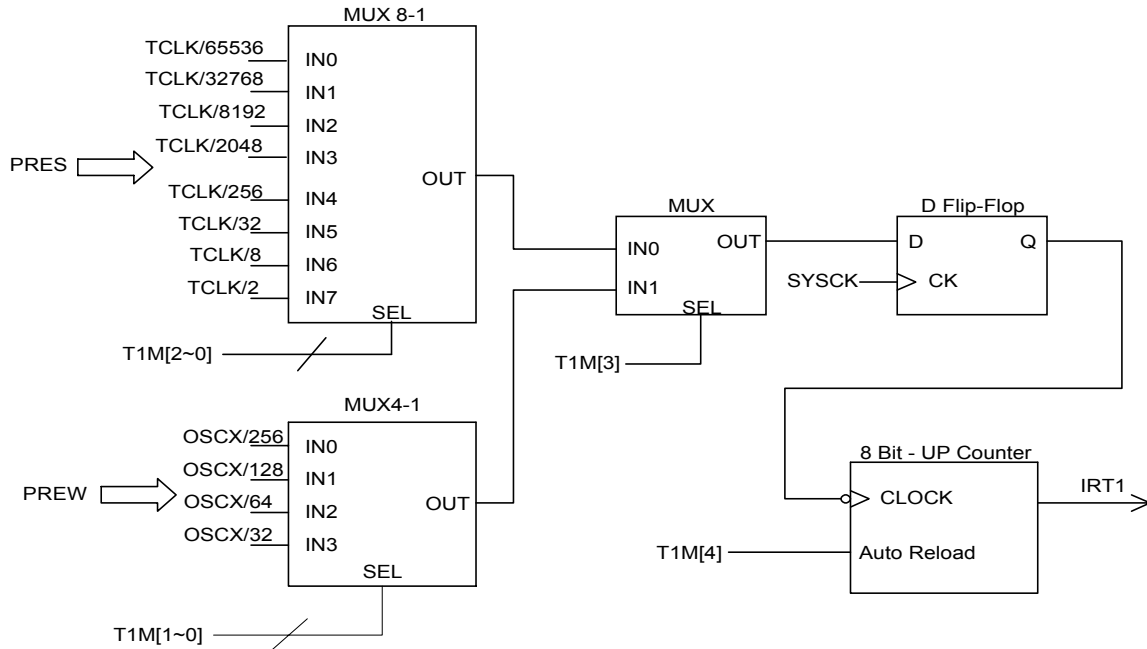 MUX 8-1
TCLK/65536
IN0
TCLK/32768
IN1
TCLK/8192
IN2
TCLK/2048
IN3
PRES
OUT
TCLK/256
IN4
TCLK/32
IN5
TCLK/8
IN6
TCLK/2
IN7
SEL
T1M[2~0]
MUX
IN0
OUT
IN1
SEL
T1M[3]
D Flip-Flop
D
Q
SYSCK
CK
MUX4-1
OSCX/256
IN0
OSCX/128
IN1
PREW
OSCX/64
IN2
OUT
OSCX/32
IN3
SEL
T1M[1~0]
8 Bit - UP Counter
CLOCK
IRT1
T1M[4]
Auto Reload